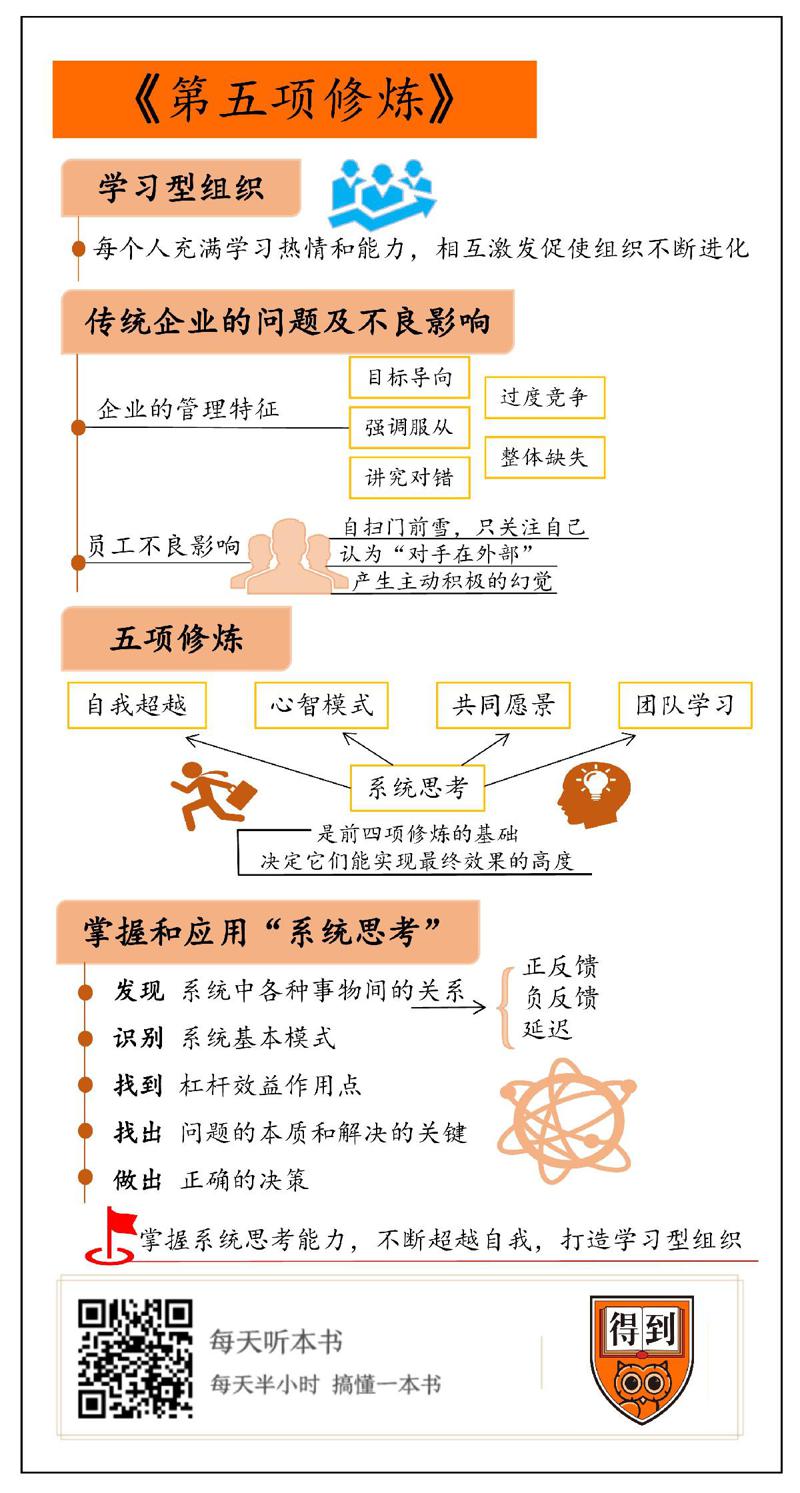 《第五项修炼》
学习型组织
每个人充满学习热情和能力，相互激发促使组织不断进化
传统企业的问题及不良影响
企业的管理特征
目标导向
强调服从
讲究对错
过度竞争
整体缺失
员工不良影响
自扫门前雪，只关注自己
认为“对手在外部”
产生主动积极的幻觉
五项修炼
自我超越
心智模式
共同愿景
团队学习
系统思考
是前四项修炼的基础
决定它们能实现最终效果的高度
掌握和应用“系统思考”
发现 系统中各种事物间的关系
正反馈
负反馈
延迟
识别 系统基本模式
找到 杠杆效益作用点
找出 问题的本质和解决的关键
做出 正确的决策
掌握系统思考能力，不断超越自我，打造学习型组织
每天听本书
每天半小时 搞懂一本书
得到